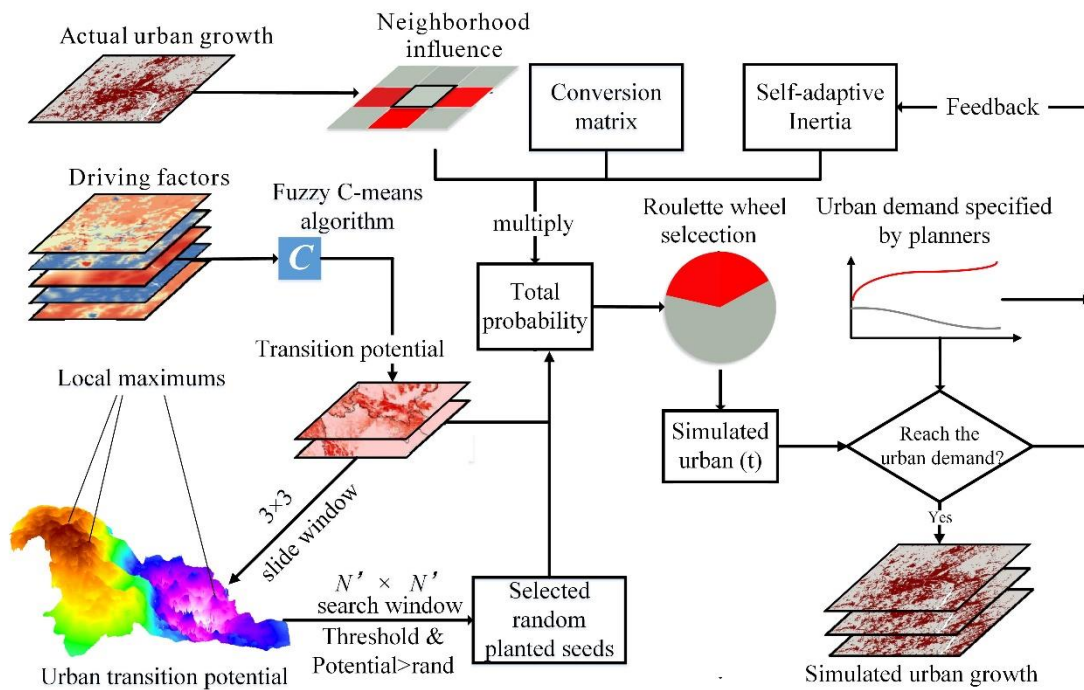 Actual urban growth
Neighborhood
influence
Conversion
matrix
Self-adaptive
Inertia
Feedback
Driving factors
Fuzzy C-means
algorithm
C
multiply
Roulette wheel
selcection
Urban demand specified
by planners
Total
probability
Transition potential
Local maximums
Simulated
urban (t)
Reach the
urban demand?
Yes
3×3
slide window
N' × N'
search window
Threshold &
Potential>rand
Selected
random
planted seeds
Urban transition potential
Simulated urban growth